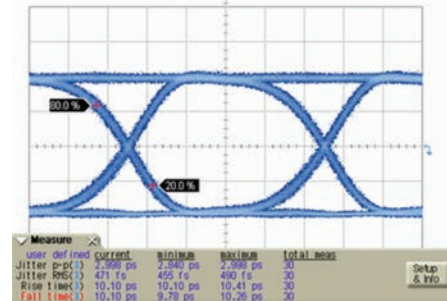 80.0 %
20.0 %
Measure
user defined current minimum maximum total meas
Jitter p-p(3) 2.998 ps 2.840 ps 2.998 ps 30
Jitter RMS(3) 471 fs 455 fs 490 fs 30
Rise time(3) 10.10 ps 10.10 ps 10.41 ps 30
Fall time(3) 10.10 ps 9.78 ps 10.26 ps 30
Setup
& Info